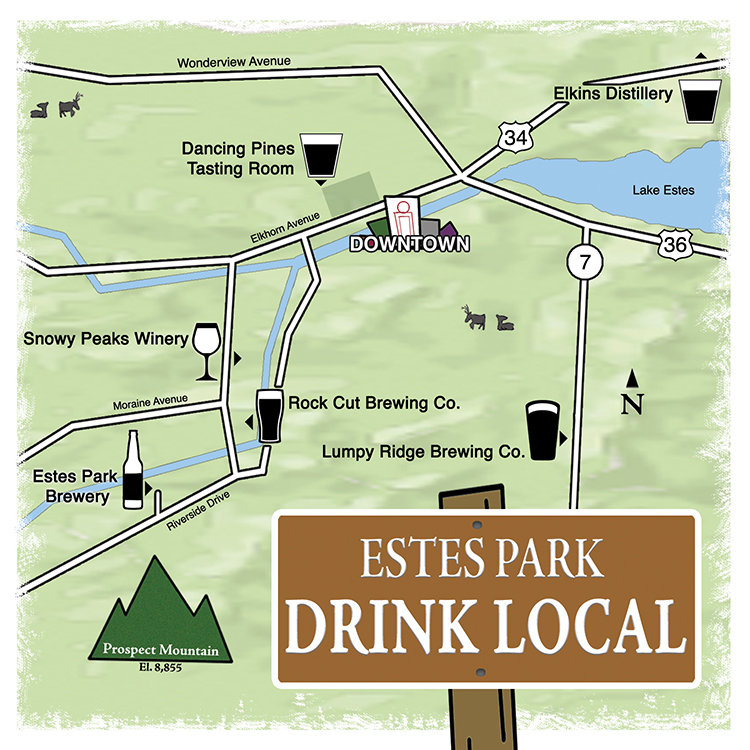 Wonderview Avenue
Elkins Distillery
34
Dancing Pines
Tasting Room
Lake Estes
Elkhorn Avenue
DOWNTOWN
36
7
Snowy Peaks Winery
N
Moraine Avenue
Rock Cut Brewing Co.
Lumpy Ridge Brewing Co.
Estes Park
Brewery
Riverside Drive
ESTES PARK
DRINK LOCAL
Prospect Mountain
El. 8,855